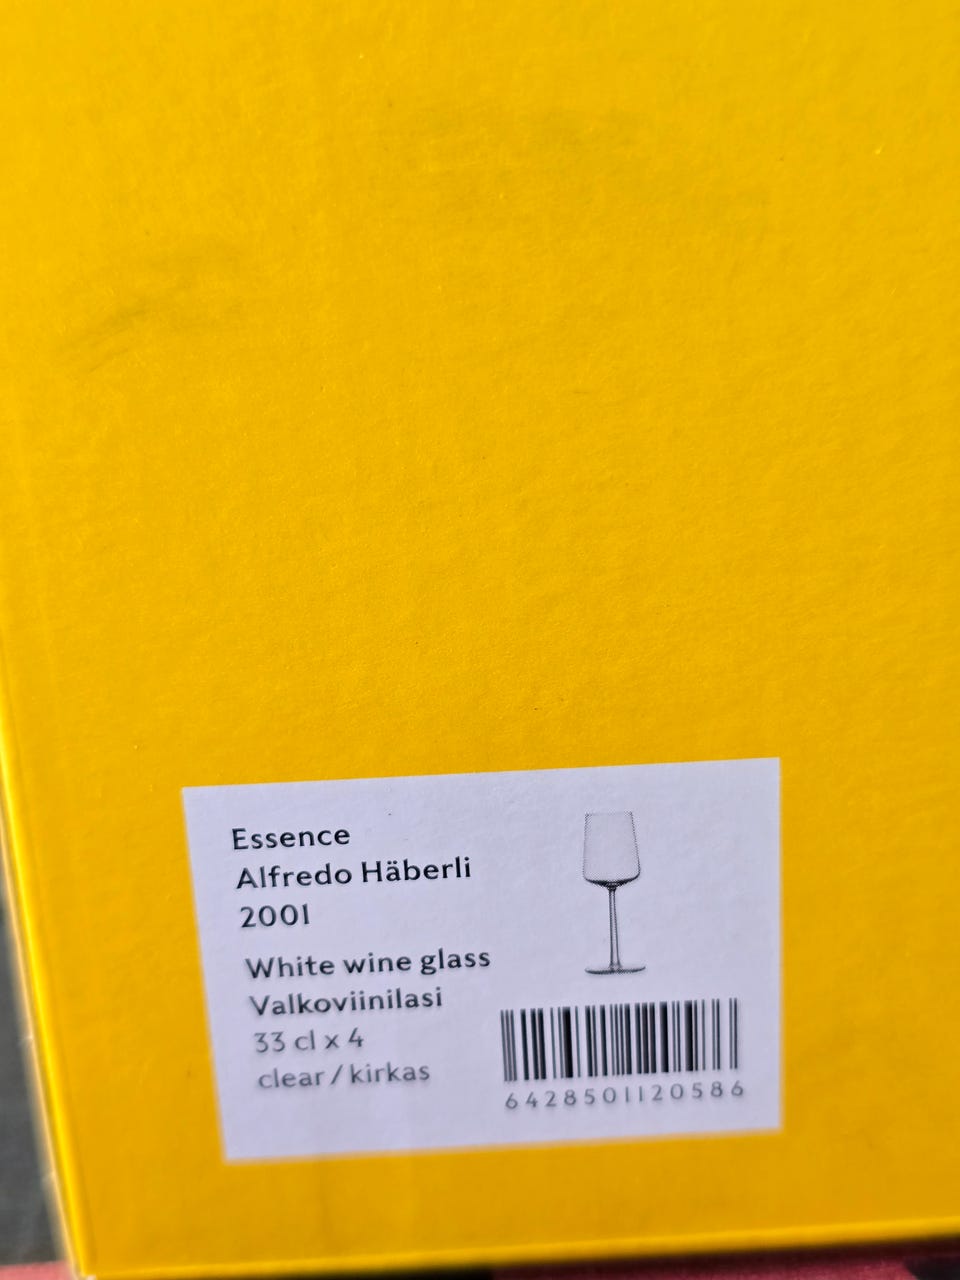 Essence
Alfredo Häberli
2001
White wine glass
Valkoviinilasi
33 cl x 4
clear / kirkas
6428501120586